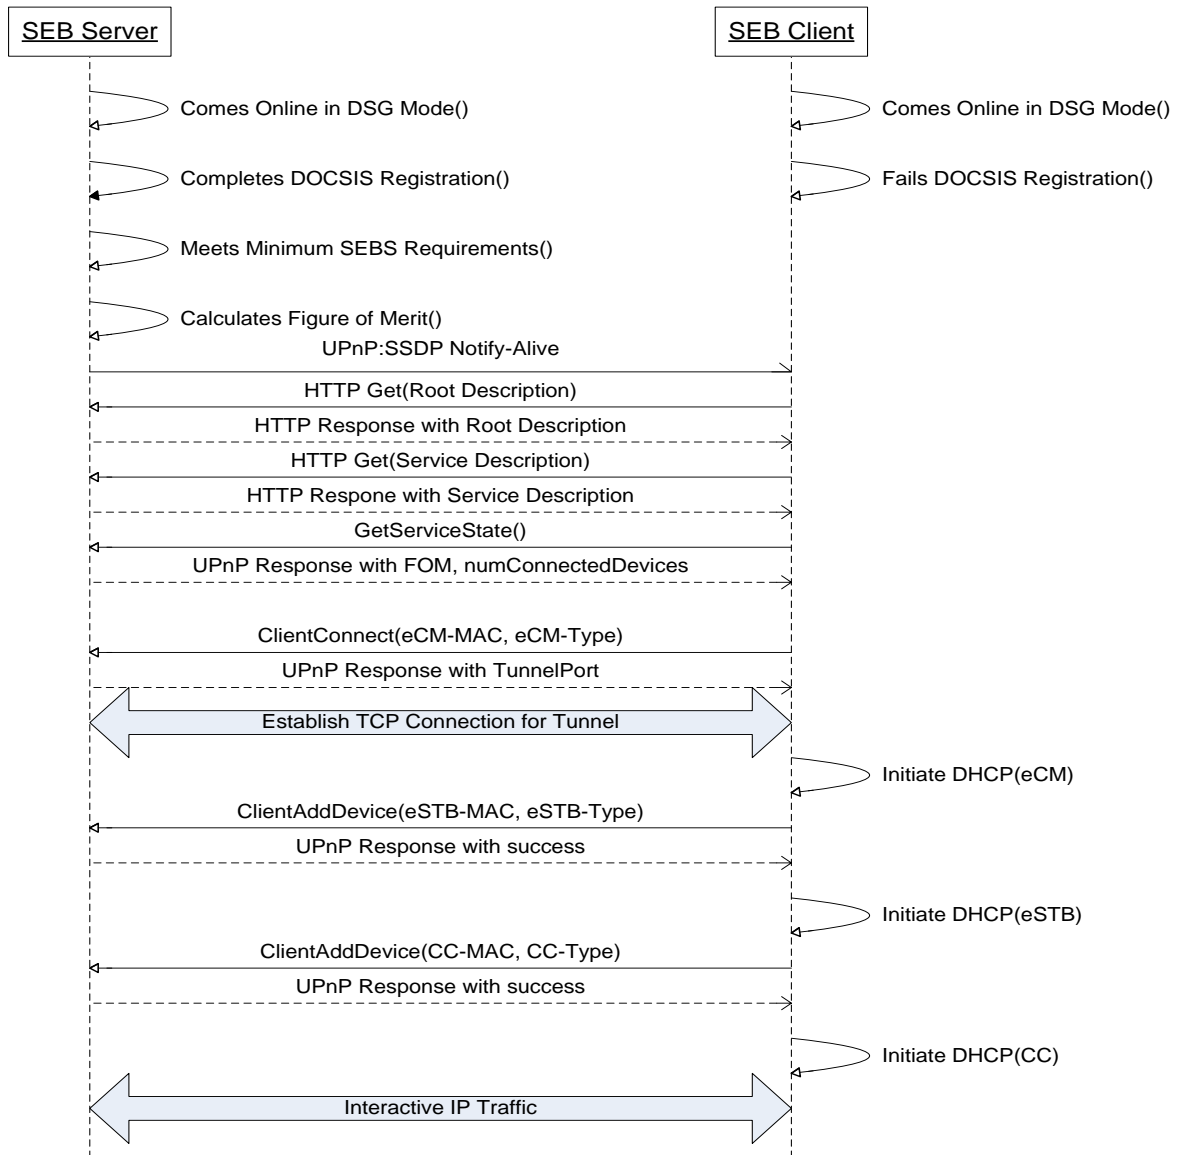 SEB Server
SEB Client
Comes Online in DSG Mode()
Comes Online in DSG Mode()
Completes DOCSIS Registration()
Fails DOCSIS Registration()
Meets Minimum SEBS Requirements()
Calculates Figure of Merit()
UPnP:SSDP Notify-Alive
HTTP Get(Root Description)
HTTP Response with Root Description
HTTP Get(Service Description)
HTTP Respone with Service Description
GetServiceState()
UPnP Response with FOM, numConnectedDevices
ClientConnect(eCM-MAC, eCM-Type)
UPnP Response with TunnelPort
Establish TCP Connection for Tunnel
Initiate DHCP(eCM)
ClientAddDevice(eSTB-MAC, eSTB-Type)
UPnP Response with success
Initiate DHCP(eSTB)
ClientAddDevice(CC-MAC, CC-Type)
UPnP Response with success
Initiate DHCP(CC)
Interactive IP Traffic